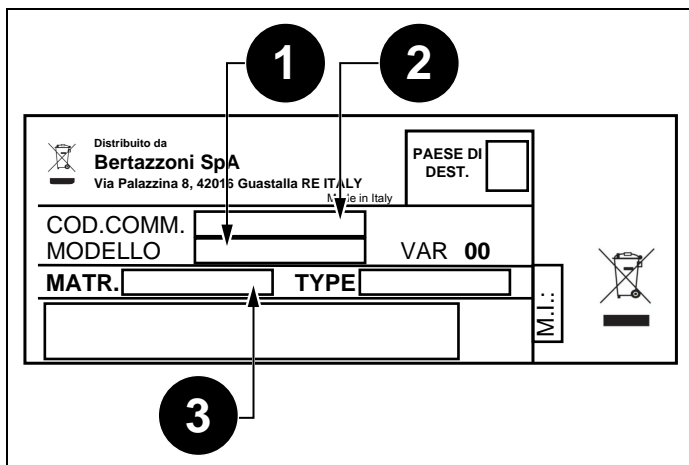 1 2
Distribuito da
Bertazzoni SpA
Via Palazzina 8, 42016 Guastalla RE ITALY
Made in Italy
PAESE DI
DEST.
COD.COMM.
MODELLO
VAR 00
MATR. TYPE
M.I.:
3